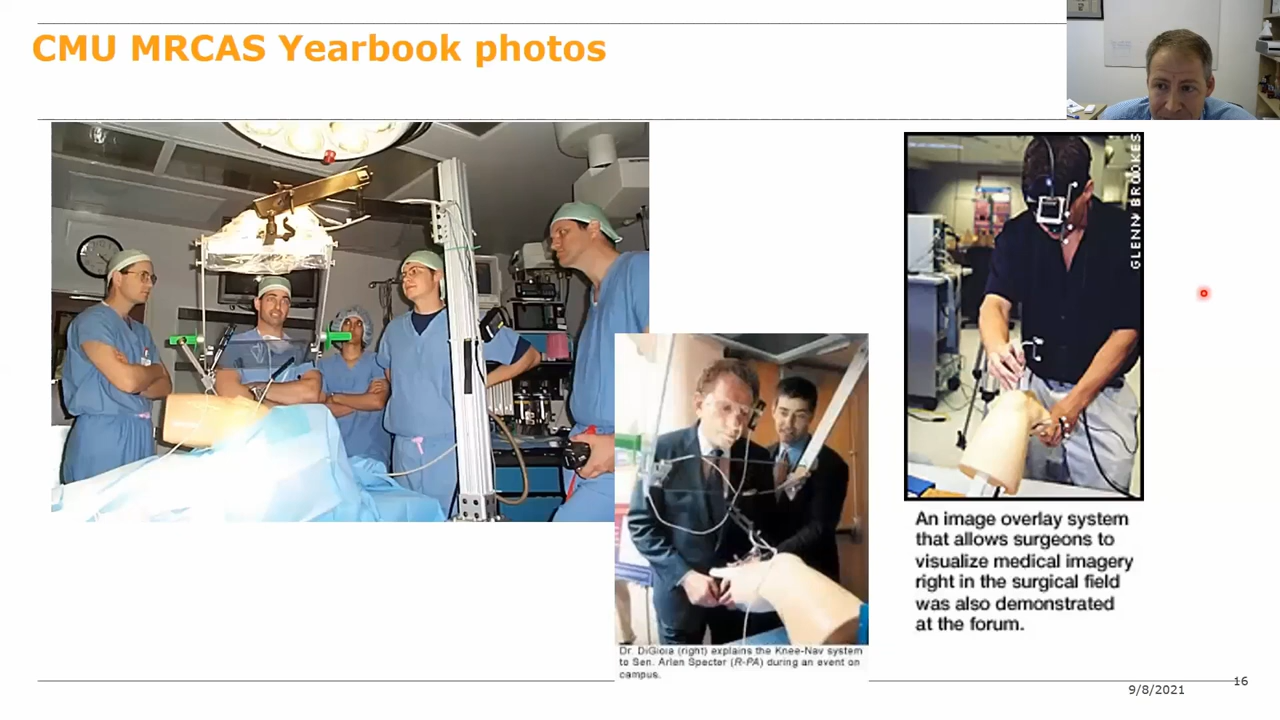 CMU MRCAS Yearbook photos
GLENN BROOKES
An image overlay system
that allows surgeons to
visualize medical imagery
right in the surgical field
was also demonstrated
at the forum.
Dr. DiGioia (right) explains the Knee-Nav system
to Sen. Arlen Specter (R-PA) during an event on
campus.
9/8/2021
16